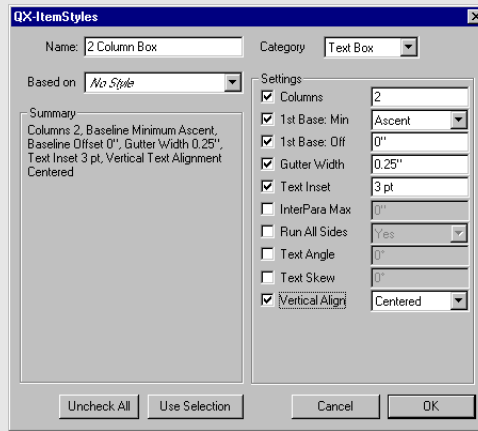 QX-ItemStyles
Name: 2 Column Box
Category Text Box
Based on No Style
Summary
Columns 2, Baseline Minimum Ascent,
Baseline Offset 0", Gutter Width 0.25",
Text Inset 3 pt, Vertical Text Alignment
Centered
Settings
Columns 2
1st Base: Min Ascent
1st Base: Off 0"
Gutter Width 0.25"
Text Inset 3 pt
InterPara Max 0"
Run All Sides Yes
Text Angle 0°
Text Skew 0°
Vertical Align Centered
Uncheck All Use Selection Cancel OK